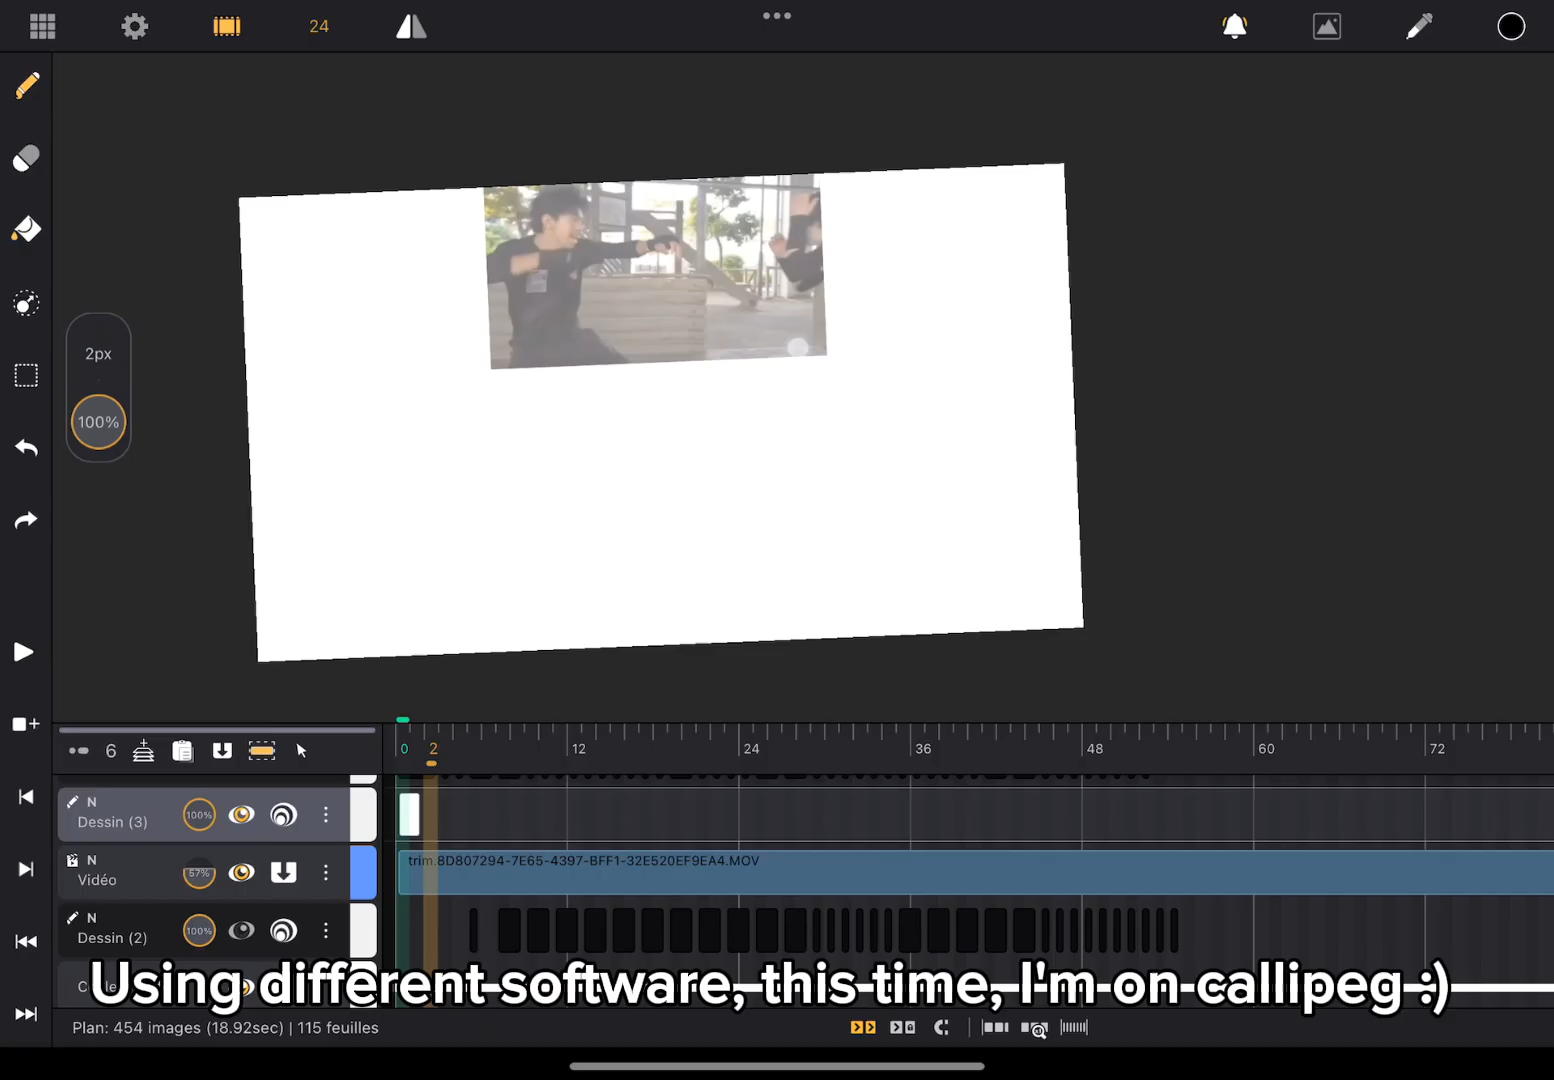 24
2px
100%
6
0 2 12 24 36 48 60 72
N
Dessin (3)
100%
trim.8D807294-7E65-4397-BFF1-32E520EF9EA4.MOV
N
Vidéo
57%
N
Dessin (2)
100%
Using different software, this time, I'm on callipeg :)
Plan: 454 images (18.92sec) | 115 feuilles